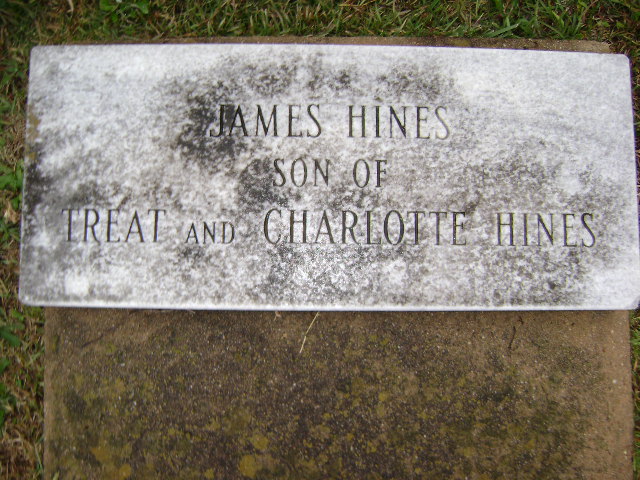 JAMES HINES
SON OF
TREAT AND CHARLOTTE HINES